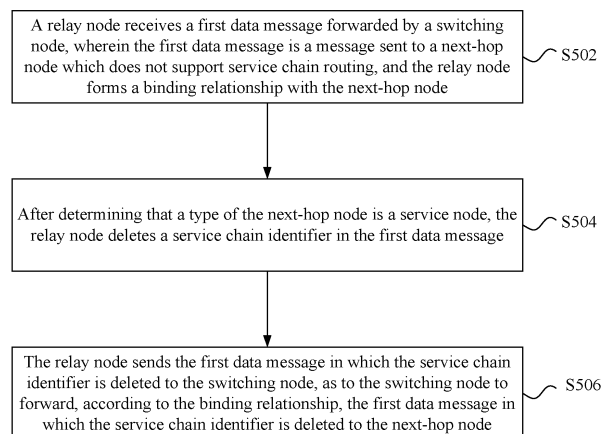 A relay node receives a first data message forwarded by a switching
node, wherein the first data message is a message sent to a next-hop
node which does not support service chain routing, and the relay node
forms a binding relationship with the next-hop node
S502
After determining that a type of the next-hop node is a service node, the
relay node deletes a service chain identifier in the first data message
S504
The relay node sends the first data message in which the service chain
identifier is deleted to the switching node, as to the switching node to
forward, according to the binding relationship, the first data message in
which the service chain identifier is deleted to the next-hop node
S506